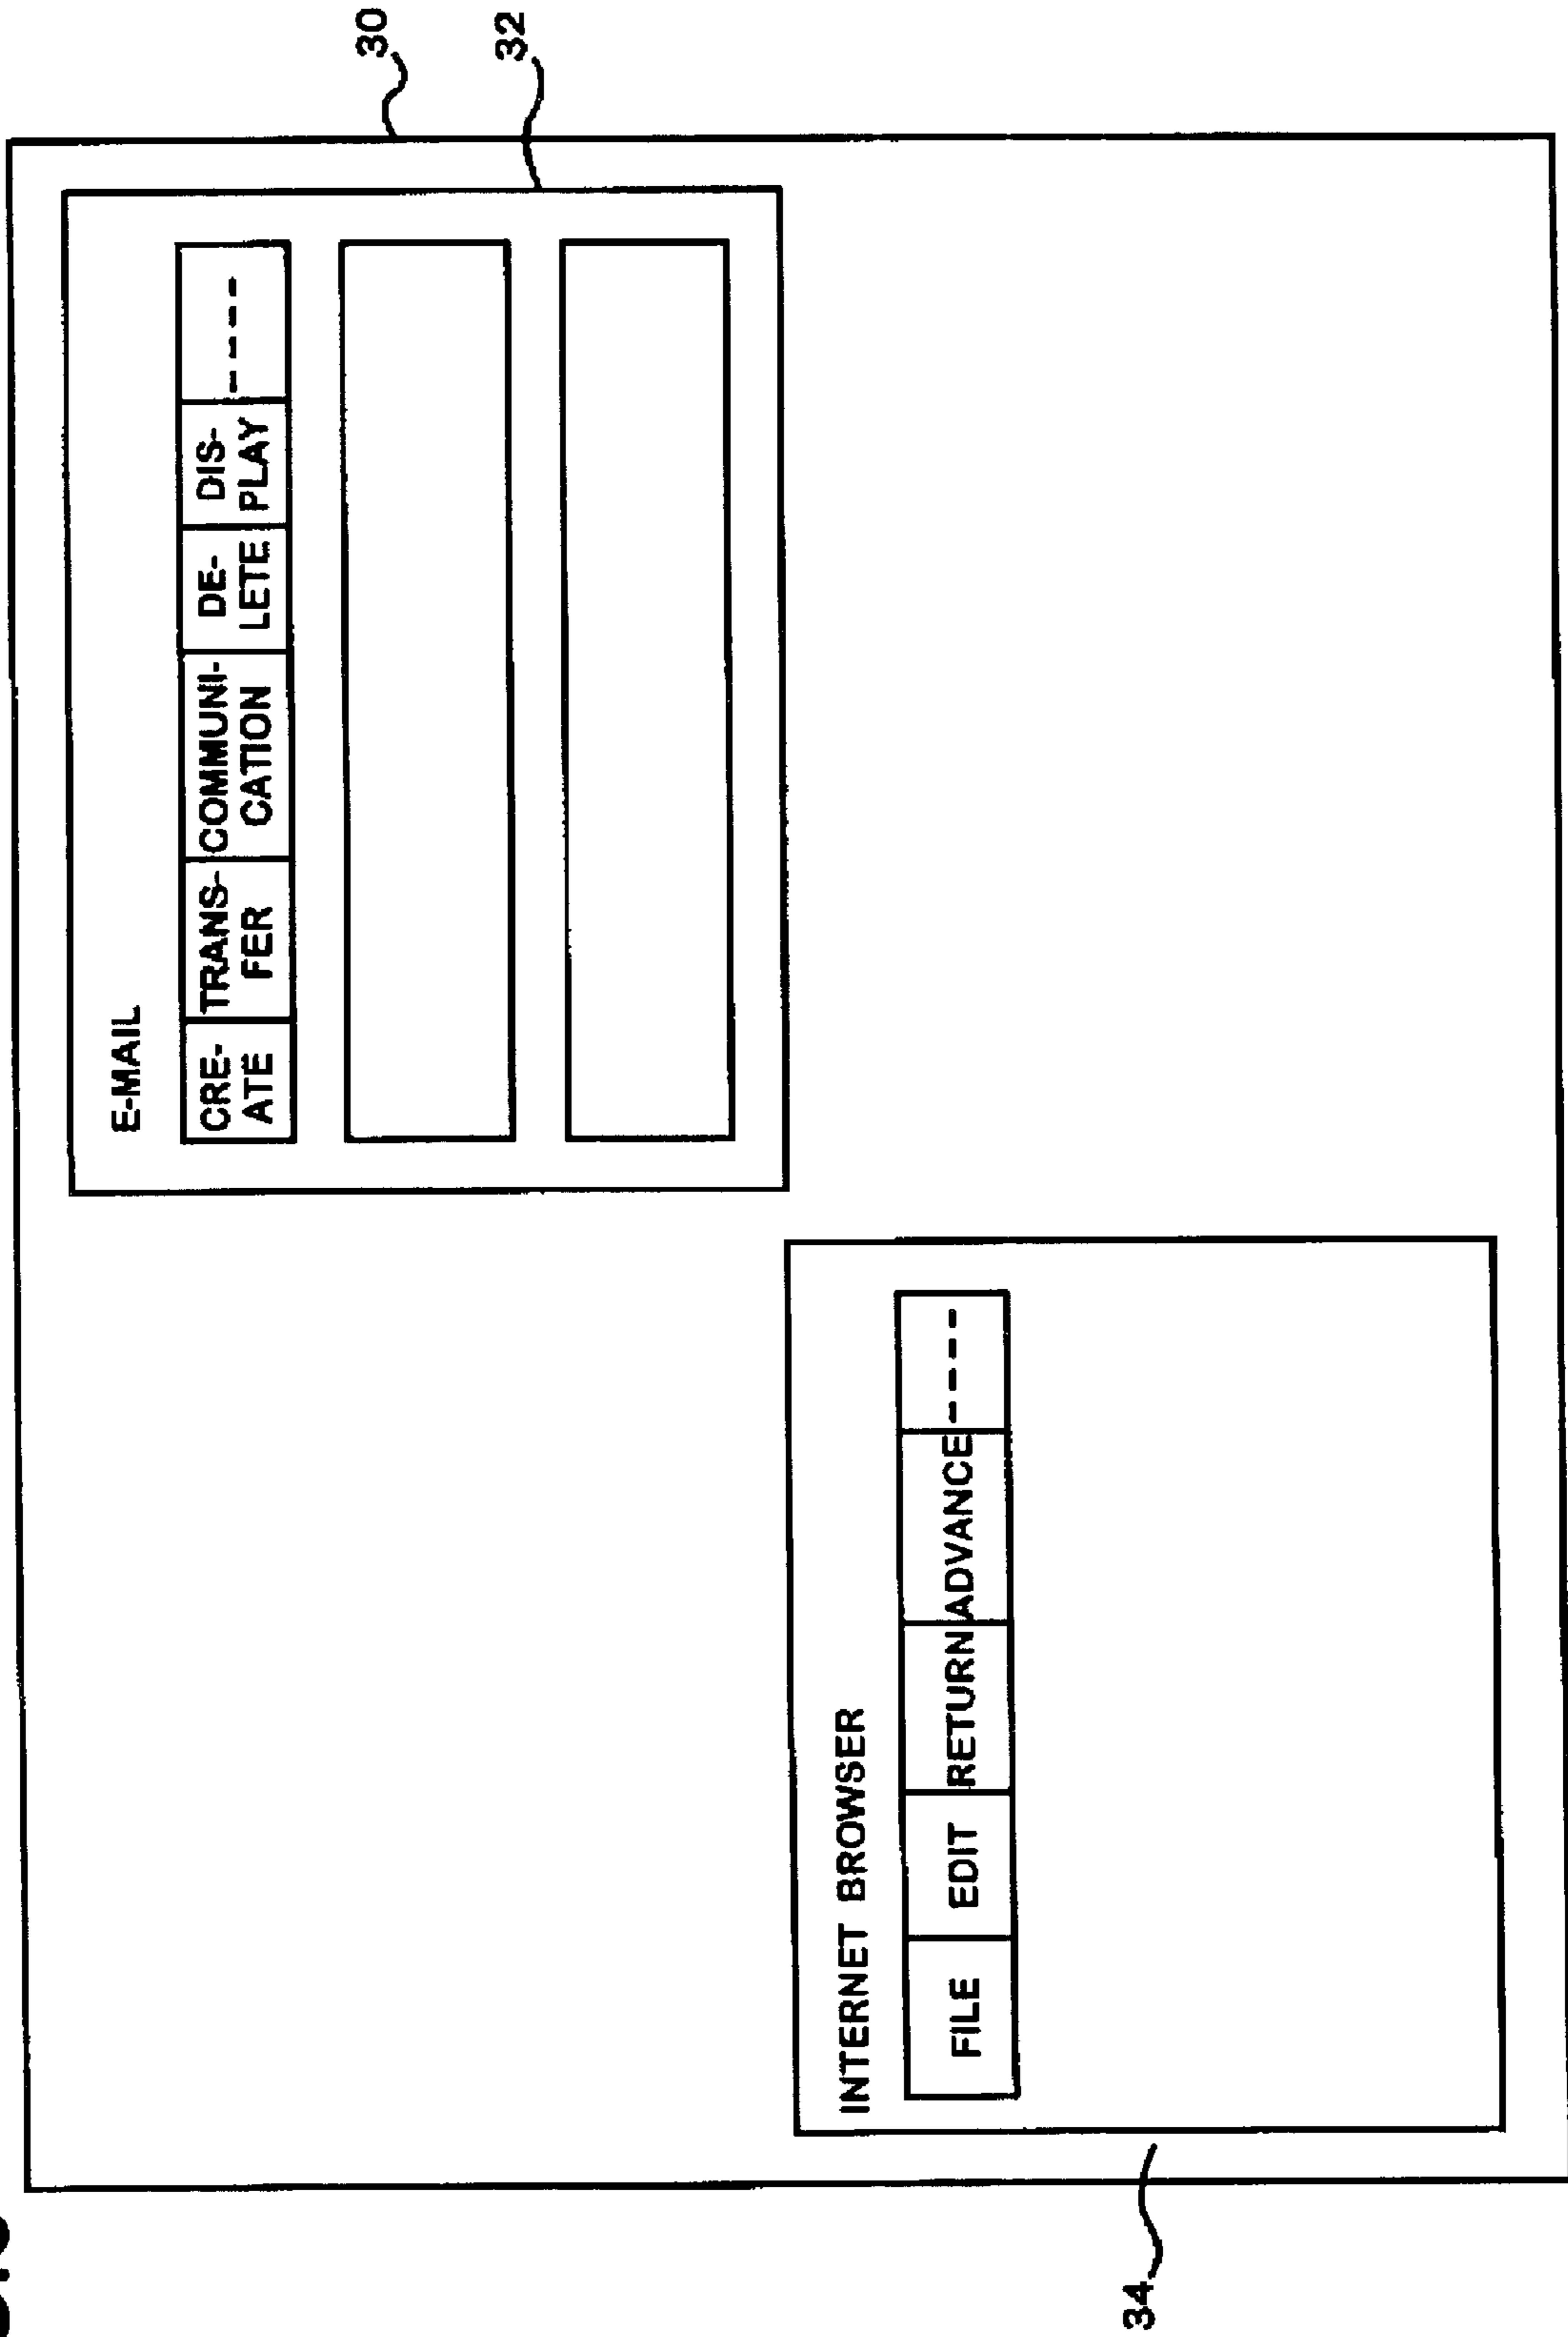 30
32
E-MAIL
CRE-
ATE
TRANS-
FER
COMMUNI-
CATION
DE-
LETE
DIS-
PLAY
----
INTERNET BROWSER
FILE
EDIT
RETURN
ADVANCE
----
34